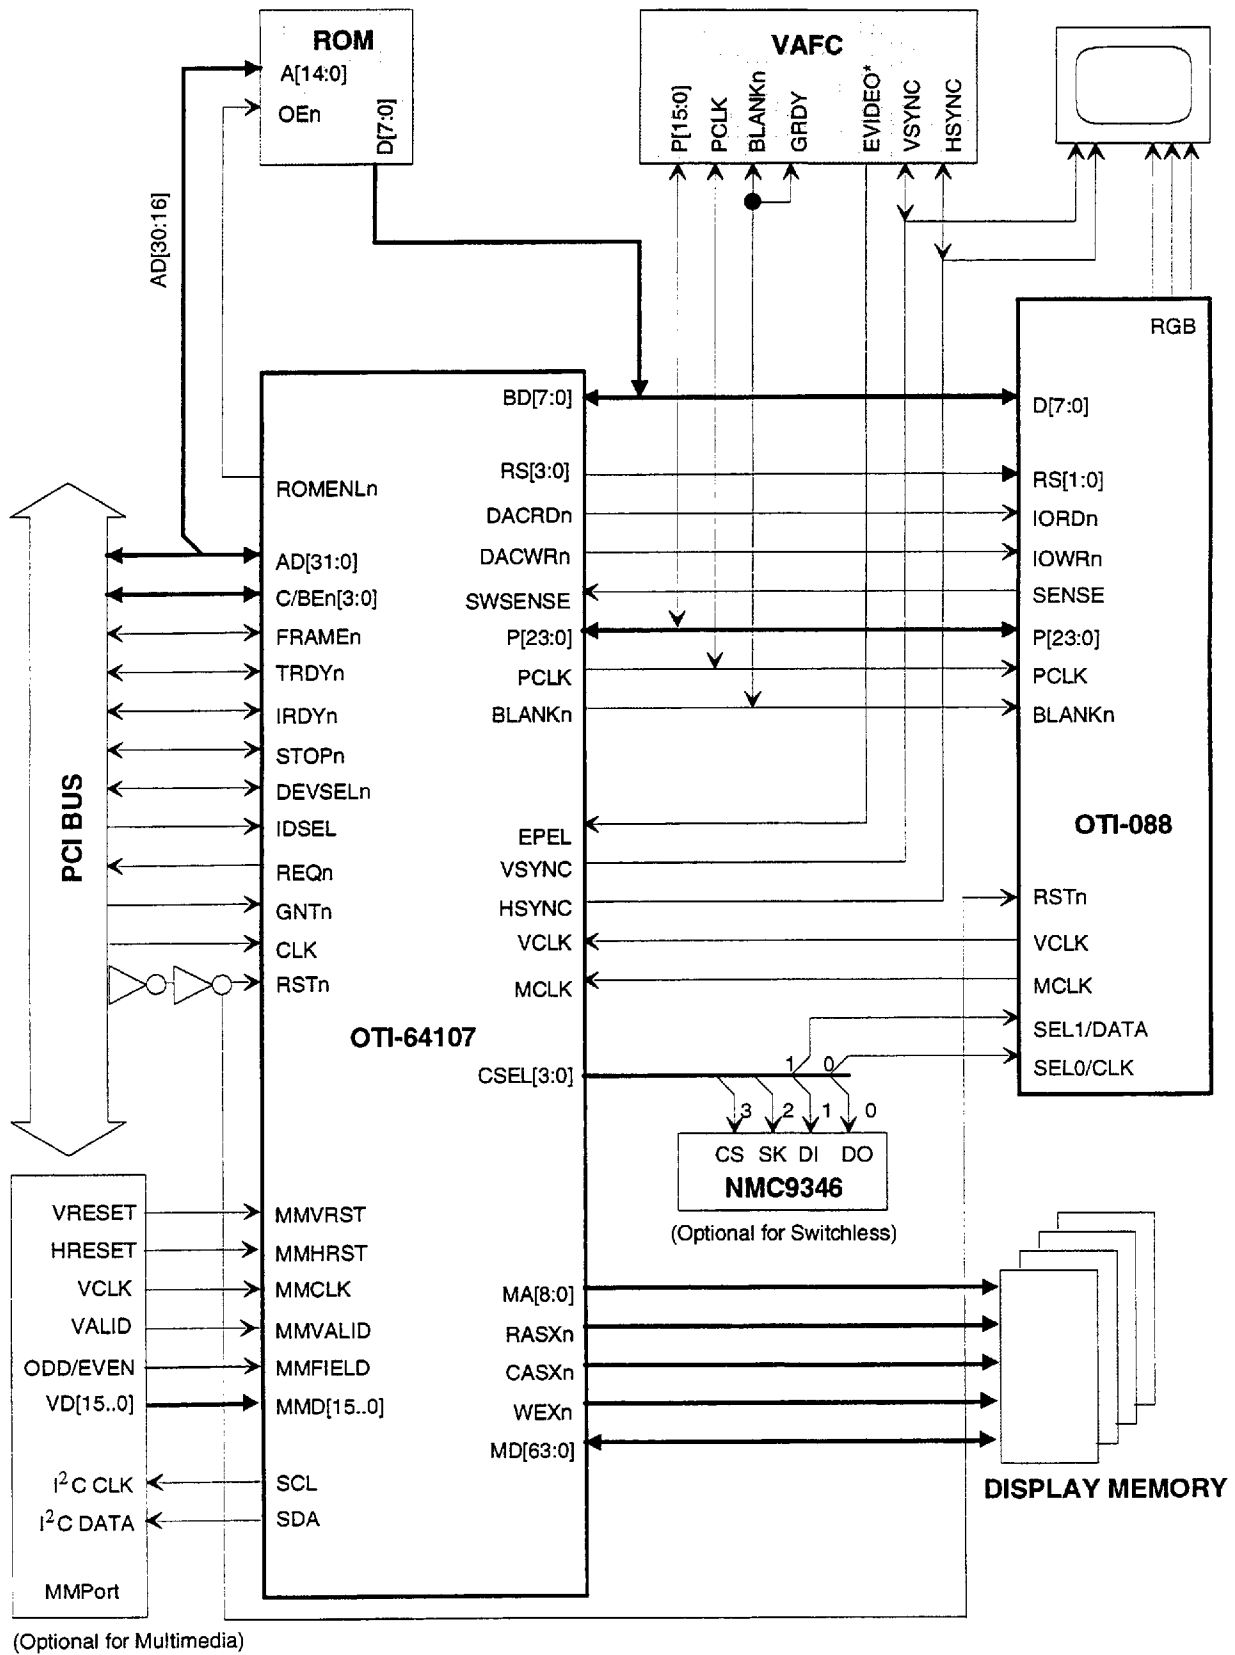 ROM
A[14:0]
OEn
D[7:0]
VAFC
P[15:0]
PCLK
BLANKn
GRDY
EVIDEO*
VSYNC
HSYNC
AD[30:16]
RGB
BD[7:0]
D[7:0]
RS[3:0]
RS[1:0]
ROMENLn
DACRDn
IORDn
AD[31:0]
DACWRn
IOWRn
C/BEn[3:0]
SWSENSE
SENSE
FRAMEn
P[23:0]
P[23:0]
TRDYn
PCLK
PCLK
IRDYn
BLANKn
BLANKn
STOPn
DEVSELn
PCI BUS
IDSEL
EPEL
OTI-088
REQn
VSYNC
GNTn
HSYNC
RSTn
CLK
VCLK
VCLK
RSTn
MCLK
MCLK
OTI-64107
SEL1/DATA
1 0
CSEL[3:0]
SEL0/CLK
3 2 1 0
CS SK DI DO
NMC9346
(Optional for Switchless)
VRESET
MMVRST
HRESET
MMHRST
VCLK
MMCLK
MA[8:0]
VALID
MMVALID
RASXn
ODD/EVEN
MMFIELD
CASXn
VD[15..0]
MMD[15..0]
WEXn
MD[63:0]
I²C CLK
SCL
DISPLAY MEMORY
I²C DATA
SDA
MMPort
(Optional for Multimedia)